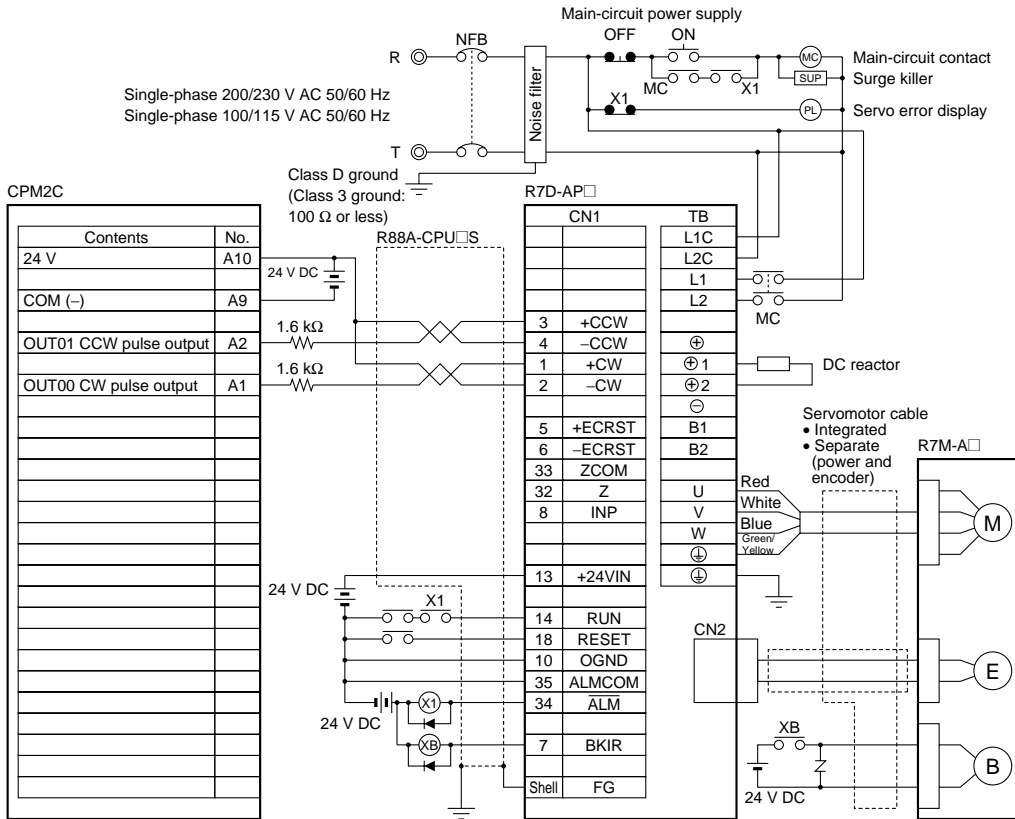 Main-circuit power supply
OFF
ON
NFB
R
MC
Main-circuit contact
SUP
Surge killer
MC
X1
X1
PL
Servo error display
Noise filter
Single-phase 200/230 V AC 50/60 Hz
Single-phase 100/115 V AC 50/60 Hz
T
Class D ground
(Class 3 ground:
100 Ω or less)
CPM2C
R7D-AP□
R88A-CPU□S
Contents No.
24 V A10
COM (−) A9
OUT01 CCW pulse output A2
OUT00 CW pulse output A1
24 V DC
1.6 kΩ
1.6 kΩ
CN1
3 +CCW
4 −CCW
1 +CW
2 −CW
5 +ECRST
6 −ECRST
33 ZCOM
32 Z
8 INP
13 +24VIN
14 RUN
18 RESET
10 OGND
35 ALMCOM
34 ALM
7 BKIR
Shell FG
TB
L1C
L2C
L1
L2
⊕
⊕1
⊕2
⊖
B1
B2
U
V
W
MC
DC reactor
Servomotor cable
• Integrated
• Separate
(power and
encoder)
R7M-A□
Red
White
Blue
Green/
Yellow
M
24 V DC
X1
CN2
E
X1
24 V DC
XB
XB
B
24 V DC